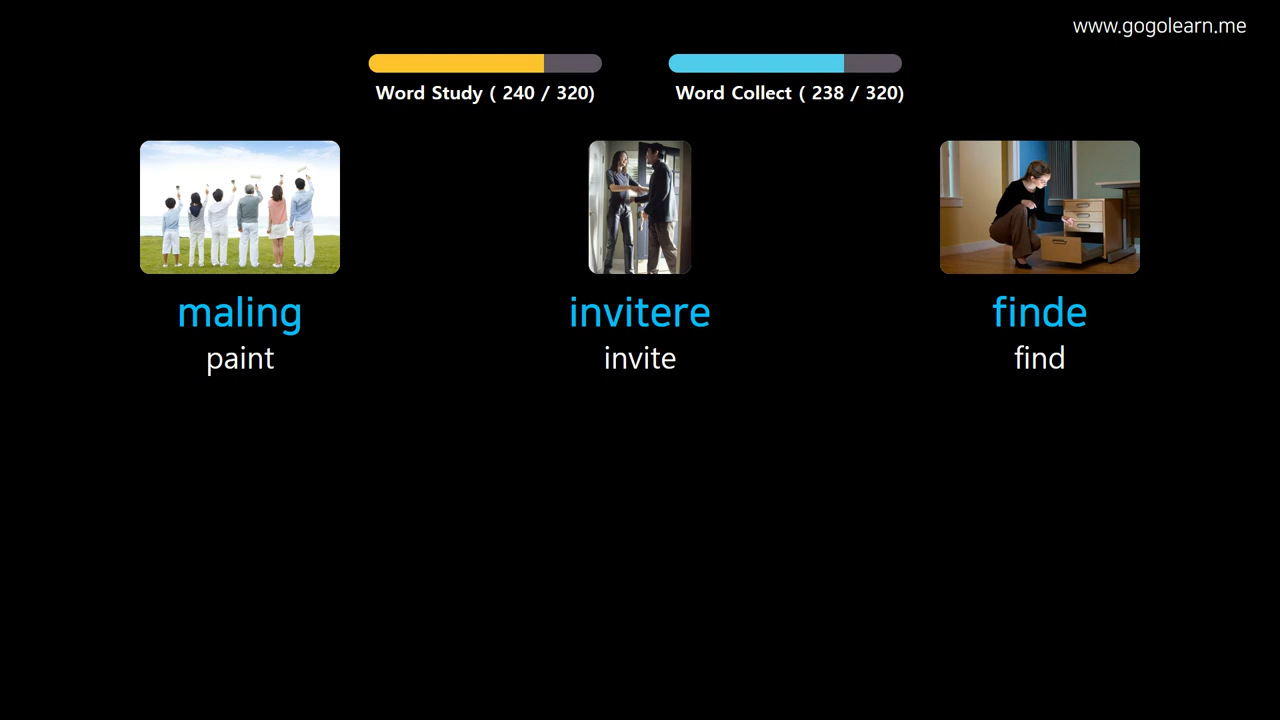 www.gogolearn.me
Word Study ( 240 / 320)
Word Collect ( 238 / 320)
maling
paint
invitere
invite
finde
find